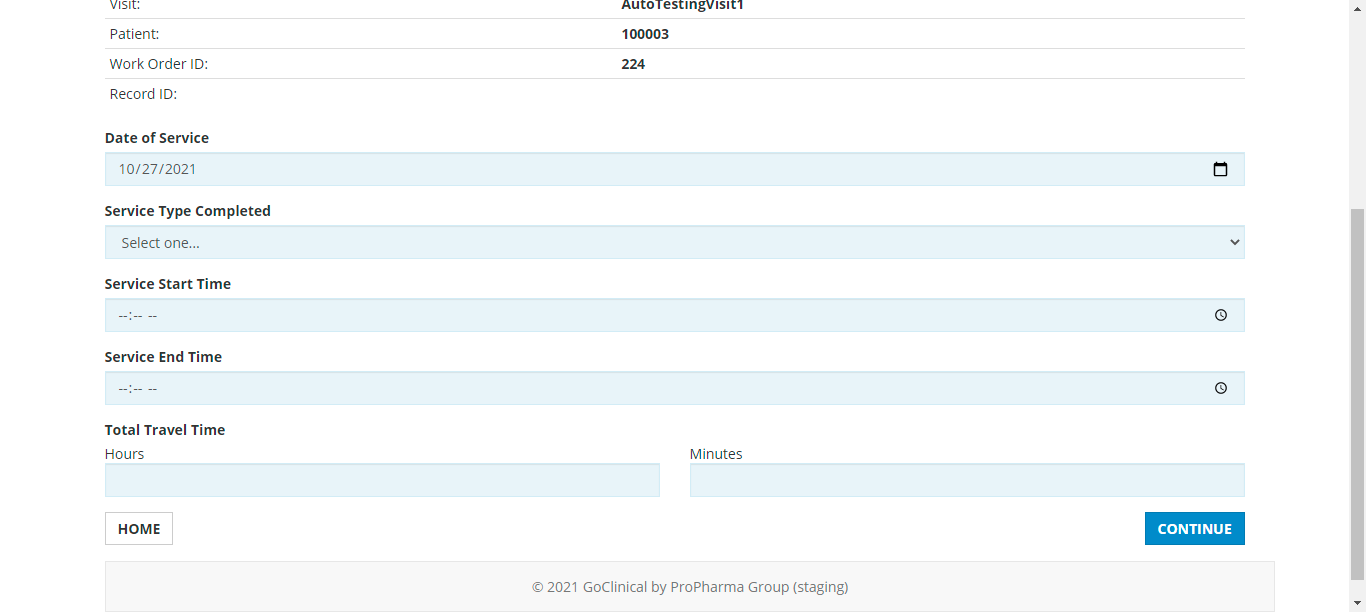 Visit: AutoTestingVisit1
Patient: 100003
Work Order ID: 224
Record ID:
Date of Service
10/27/2021
Service Type Completed
Select one...
Service Start Time
--:-- --
Service End Time
--:-- --
Total Travel Time
Hours Minutes
HOME CONTINUE
© 2021 GoClinical by ProPharma Group (staging)